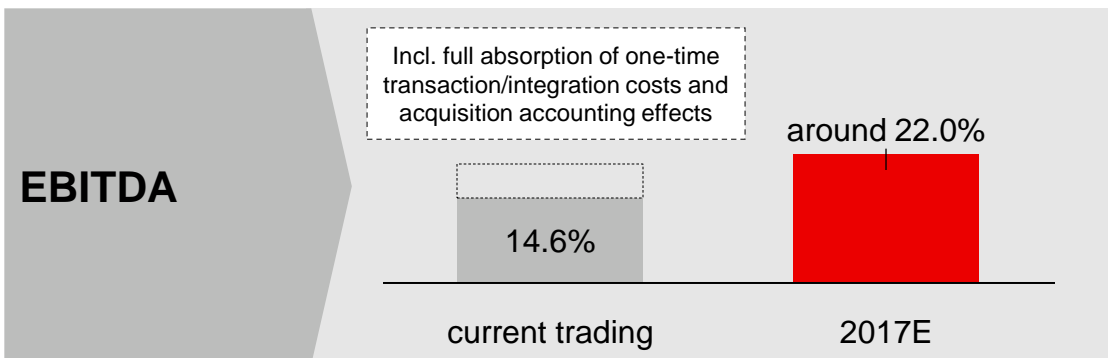 Incl. full absorption of one-time
transaction/integration costs and
acquisition accounting effects
around 22.0%
EBITDA
14.6%
current trading
2017E